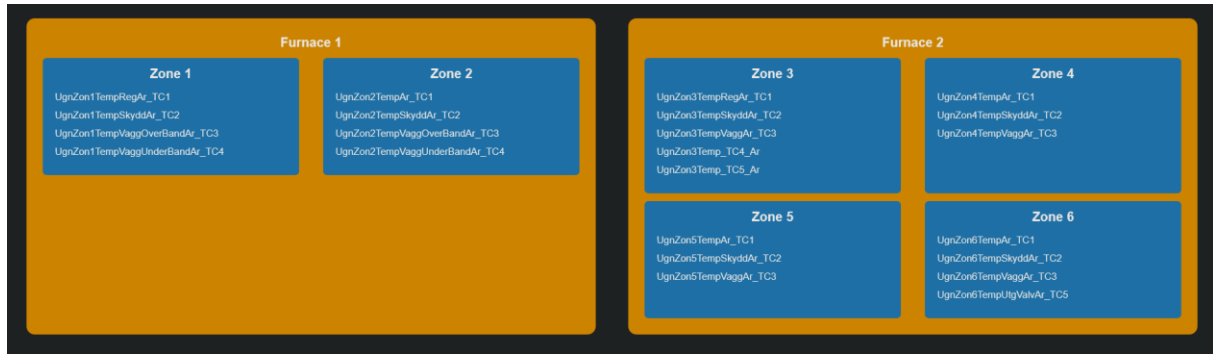 Furnace 1
Zone 1
UgnZon1TempRegAr_TC1
UgnZon1TempSkyddAr_TC2
UgnZon1TempVaggOverBandAr_TC3
UgnZon1TempVaggUnderBandAr_TC4
Zone 2
UgnZon2TempAr_TC1
UgnZon2TempSkyddAr_TC2
UgnZon2TempVaggOverBandAr_TC3
UgnZon2TempVaggUnderBandAr_TC4
Furnace 2
Zone 3
UgnZon3TempRegAr_TC1
UgnZon3TempSkyddAr_TC2
UgnZon3TempVaggAr_TC3
UgnZon3Temp_TC4_Ar
UgnZon3Temp_TC5_Ar
Zone 4
UgnZon4TempAr_TC1
UgnZon4TempSkyddAr_TC2
UgnZon4TempVaggAr_TC3
Zone 5
UgnZon5TempAr_TC1
UgnZon5TempSkyddAr_TC2
UgnZon5TempVaggAr_TC3
Zone 6
UgnZon6TempAr_TC1
UgnZon6TempSkyddAr_TC2
UgnZon6TempVaggAr_TC3
UgnZon6TempUtgValvAr_TC5